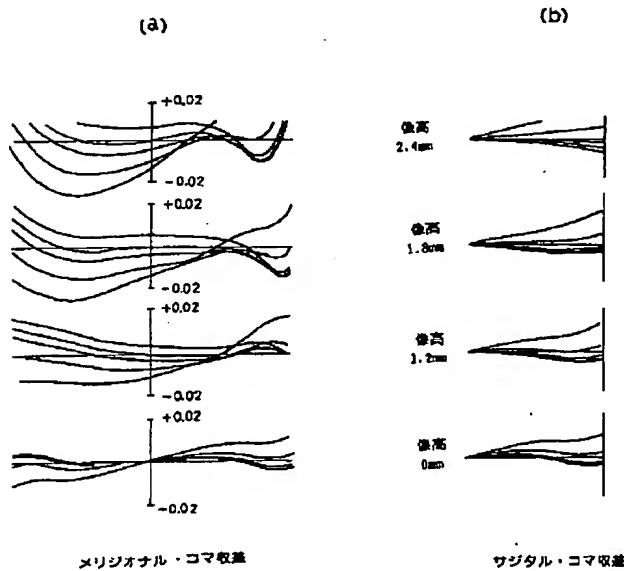 (a)
(b)
+0.02
-0.02
像高
2.4mm
+0.02
-0.02
像高
1.8mm
+0.02
-0.02
像高
1.2mm
+0.02
-0.02
像高
0mm
メリジオナル・コマ収差
サジタル・コマ収差